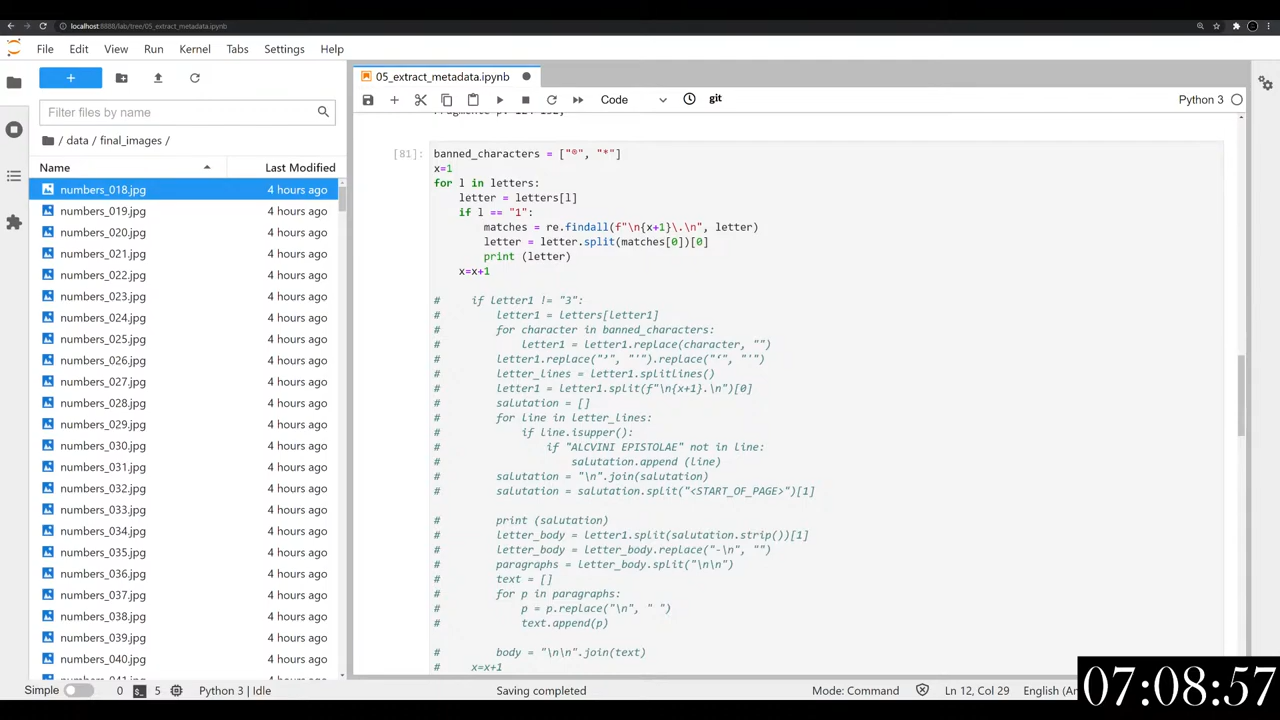 localhost:8888/lab/tree/05_extract_metadata.ipynb
File Edit View Run Kernel Tabs Settings Help
05_extract_metadata.ipynb
Filter files by name
Code
git
Python 3
/ data / final_images /
Name
Last Modified
numbers_018.jpg 4 hours ago
numbers_019.jpg 4 hours ago
numbers_020.jpg 4 hours ago
numbers_021.jpg 4 hours ago
numbers_022.jpg 4 hours ago
numbers_023.jpg 4 hours ago
numbers_024.jpg 4 hours ago
numbers_025.jpg 4 hours ago
numbers_026.jpg 4 hours ago
numbers_027.jpg 4 hours ago
numbers_028.jpg 4 hours ago
numbers_029.jpg 4 hours ago
numbers_030.jpg 4 hours ago
numbers_031.jpg 4 hours ago
numbers_032.jpg 4 hours ago
numbers_033.jpg 4 hours ago
numbers_034.jpg 4 hours ago
numbers_035.jpg 4 hours ago
numbers_036.jpg 4 hours ago
numbers_037.jpg 4 hours ago
numbers_038.jpg 4 hours ago
numbers_039.jpg 4 hours ago
numbers_040.jpg 4 hours ago
[81]:
banned_characters = ["®", "*"]
x=1
for l in letters:
    letter = letters[l]
    if l == "1":
        matches = re.findall(f"\n{x+1}\.\n", letter)
        letter = letter.split(matches[0])[0]
        print (letter)
    x=x+1
#     if letter1 != "3":
#         letter1 = letters[letter1]
#         for character in banned_characters:
#             letter1 = letter1.replace(character, "")
#         letter1.replace("‘", "'").replace("‘", "'")
#         letter_lines = letter1.splitlines()
#         letter1 = letter1.split(f"\n{x+1}.\n")[0]
#         salutation = []
#         for line in letter_lines:
#             if line.isupper():
#                 if "ALCVINI EPISTOLAE" not in line:
#                     salutation.append (line)
#         salutation = "\n".join(salutation)
#         salutation = salutation.split("<START_OF_PAGE>")[1]
#         print (salutation)
#         letter_body = letter1.split(salutation.strip())[1]
#         letter_body = letter_body.replace("-\n", "")
#         paragraphs = letter_body.split("\n\n")
#         text = []
#         for p in paragraphs:
#             p = p.replace("\n", " ")
#             text.append(p)
#         body = "\n\n".join(text)
#     x=x+1
Simple 0 5 Python 3 | Idle
Saving completed
Mode: Command
Ln 12, Col 29
English (Am
07:08:57